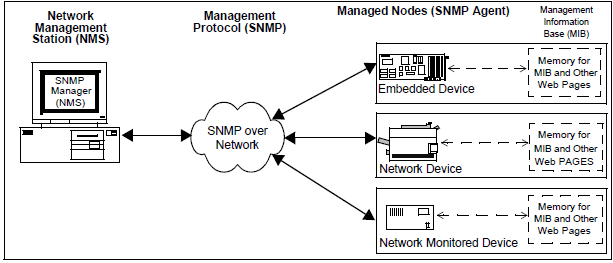 Network
Management
Station (NMS)
Management
Protocol (SNMP)
Managed Nodes (SNMP Agent)
Management
Information
Base (MIB)
SNMP
Manager
(NMS)
SNMP over
Network
Embedded Device
Memory for
MIB and Other
Web Pages
Network Device
Memory for
MIB and Other
Web PAGES
Network Monitored Device
Memory for
MIB and Other
Web Pages